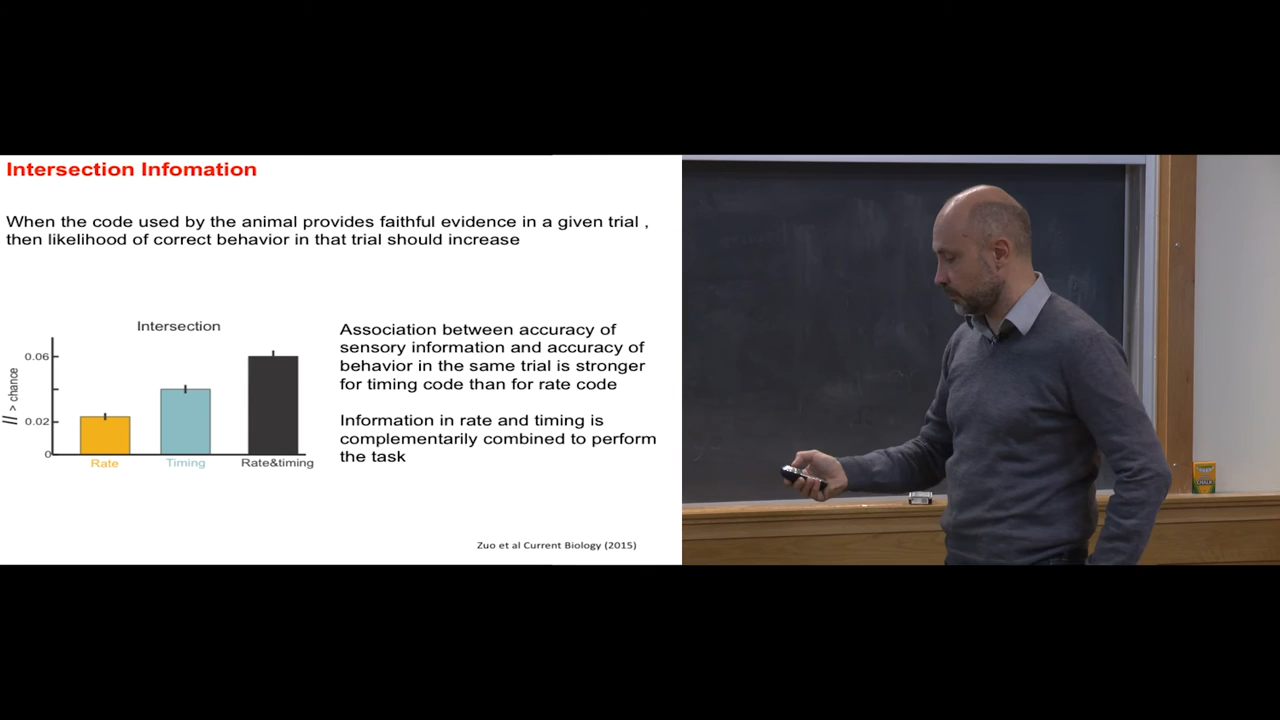 Intersection Infomation
When the code used by the animal provides faithful evidence in a given trial ,
then likelihood of correct behavior in that trial should increase
Intersection
0.06
0.02
0
II > chance
Rate
Timing
Rate&timing
Association between accuracy of
sensory information and accuracy of
behavior in the same trial is stronger
for timing code than for rate code
Information in rate and timing is
complementarily combined to perform
the task
Zuo et al Current Biology (2015)
CHALK